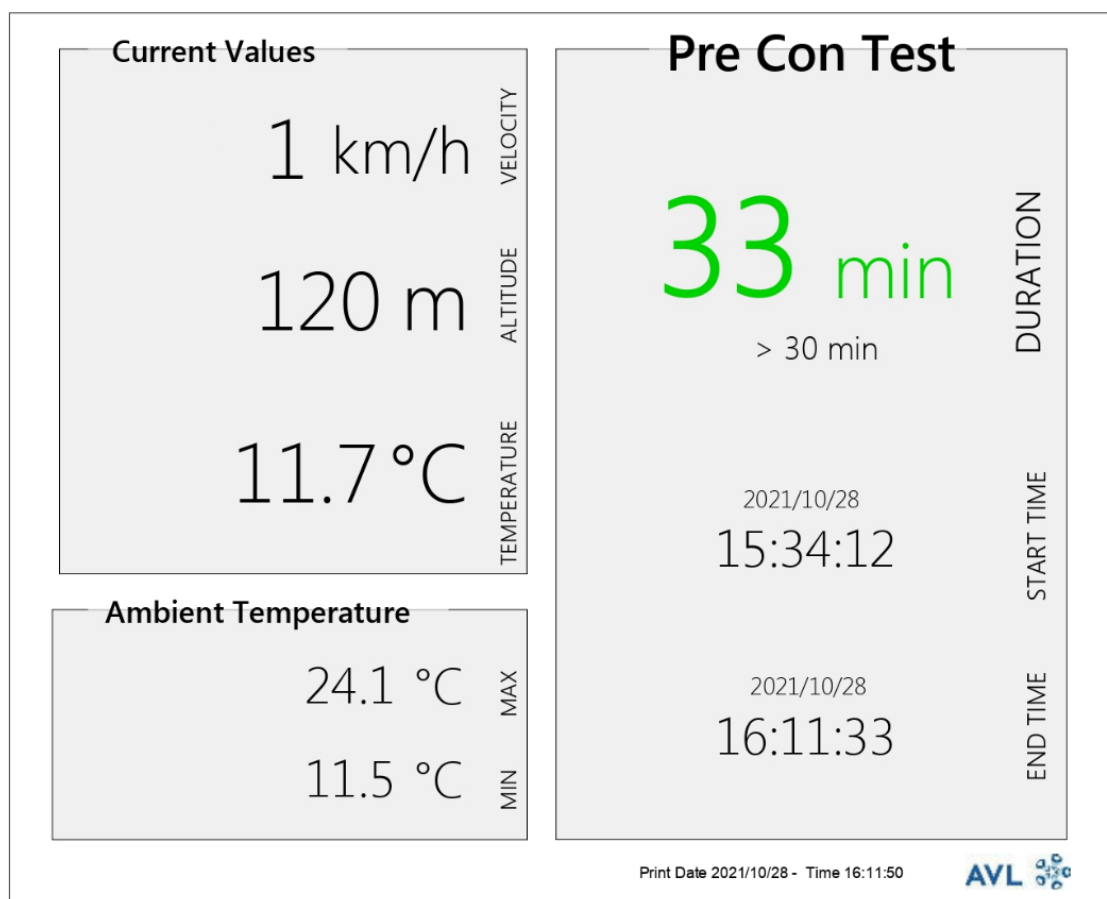 Current Values
1 km/h
VELOCITY
120 m
ALTITUDE
11.7 °C
TEMPERATURE
Ambient Temperature
24.1 °C
MAX
11.5 °C
MIN
Pre Con Test
33 min
> 30 min
DURATION
2021/10/28
15:34:12
START TIME
2021/10/28
16:11:33
END TIME
Print Date 2021/10/28 - Time 16:11:50
AVL